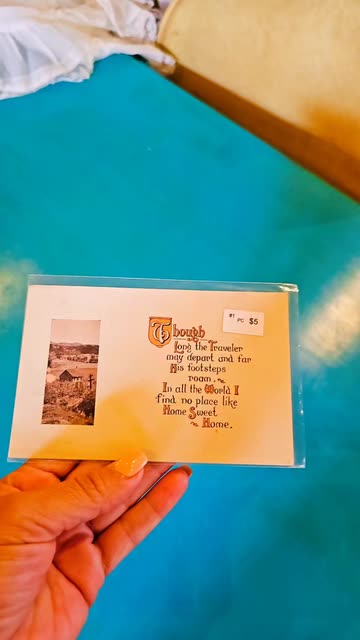 Though
Long the Traveler
may depart and far
His footsteps
roam.
In all the World I
find no place like
Home Sweet
Home.
#1 PC $5